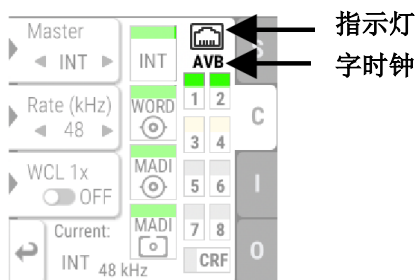 Master
INT
Rate (kHz)
48
WCL 1x
OFF
Current:
INT 48 kHz
INT
WORD
MADI
MADI
AVB
1 2
3 4
5 6
7 8
CRF
S
C
I
O
指示灯
字时钟